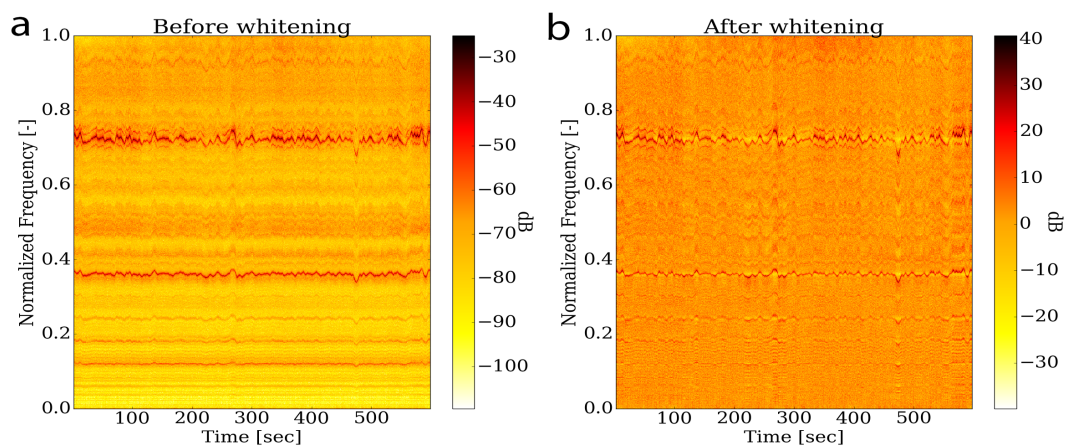 a
Before whitening
1.0
0.8
0.6
0.4
0.2
0.0
Normalized Frequency [-]
100 200 300 400 500
Time [sec]
−30
−40
−50
−60
−70
−80
−90
−100
dB
b
After whitening
1.0
0.8
0.6
0.4
0.2
0.0
Normalized Frequency [-]
100 200 300 400 500
Time [sec]
40
30
20
10
0
−10
−20
−30
dB